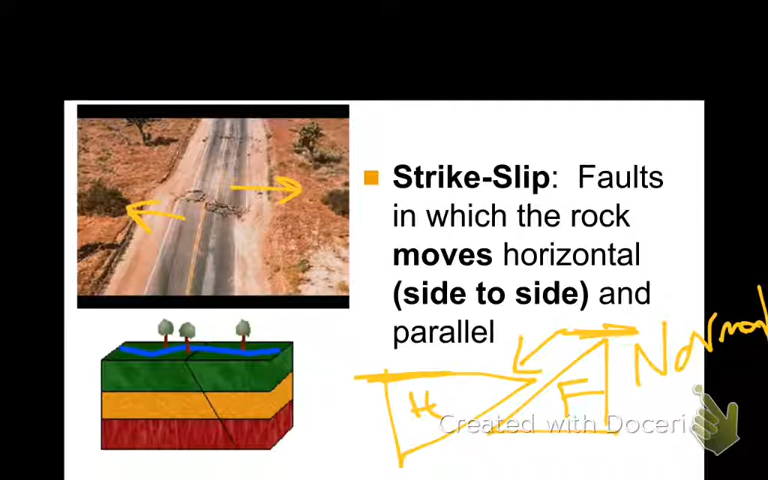 Strike-Slip: Faults
in which the rock
moves horizontal
(side to side) and
parallel
Normal
H
F
Created with Doceri